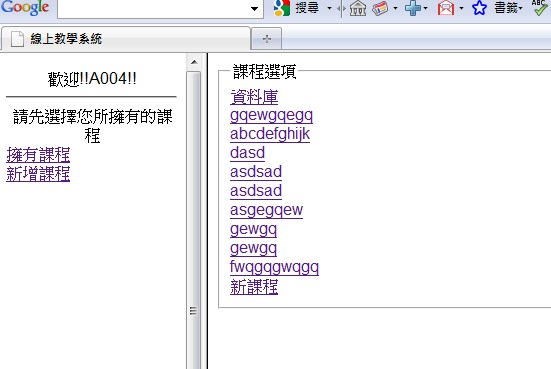 Google
搜尋
書籤
ABC
線上教學系統
歡迎!!A004!!
請先選擇您所擁有的課
程
擁有課程
新增課程
課程選項
資料庫
gqewgqegq
abcdefghijk
dasd
asdsad
asdsad
asgegqew
gewgq
gewgq
fwqgqgwqgq
新課程